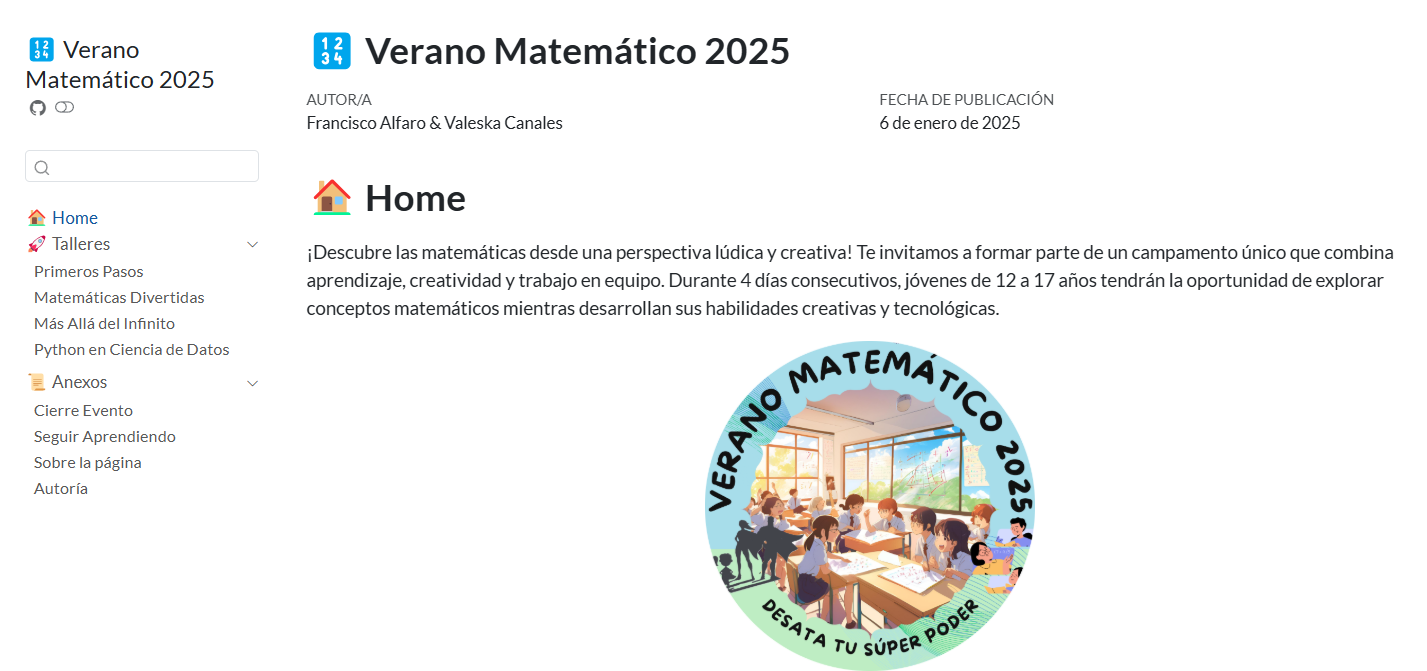 🔢 Verano
Matemático 2025
🏠 Home
🚀 Talleres
Primeros Pasos
Matemáticas Divertidas
Más Allá del Infinito
Python en Ciencia de Datos
📜 Anexos
Cierre Evento
Seguir Aprendiendo
Sobre la página
Autoría
🔢 Verano Matemático 2025
AUTOR/A
Francisco Alfaro & Valeska Canales
FECHA DE PUBLICACIÓN
6 de enero de 2025
🏠 Home
¡Descubre las matemáticas desde una perspectiva lúdica y creativa! Te invitamos a formar parte de un campamento único que combina
aprendizaje, creatividad y trabajo en equipo. Durante 4 días consecutivos, jóvenes de 12 a 17 años tendrán la oportunidad de explorar
conceptos matemáticos mientras desarrollan sus habilidades creativas y tecnológicas.
VERANO MATEMÁTICO 2025
DESATA TU SÚPER PODER